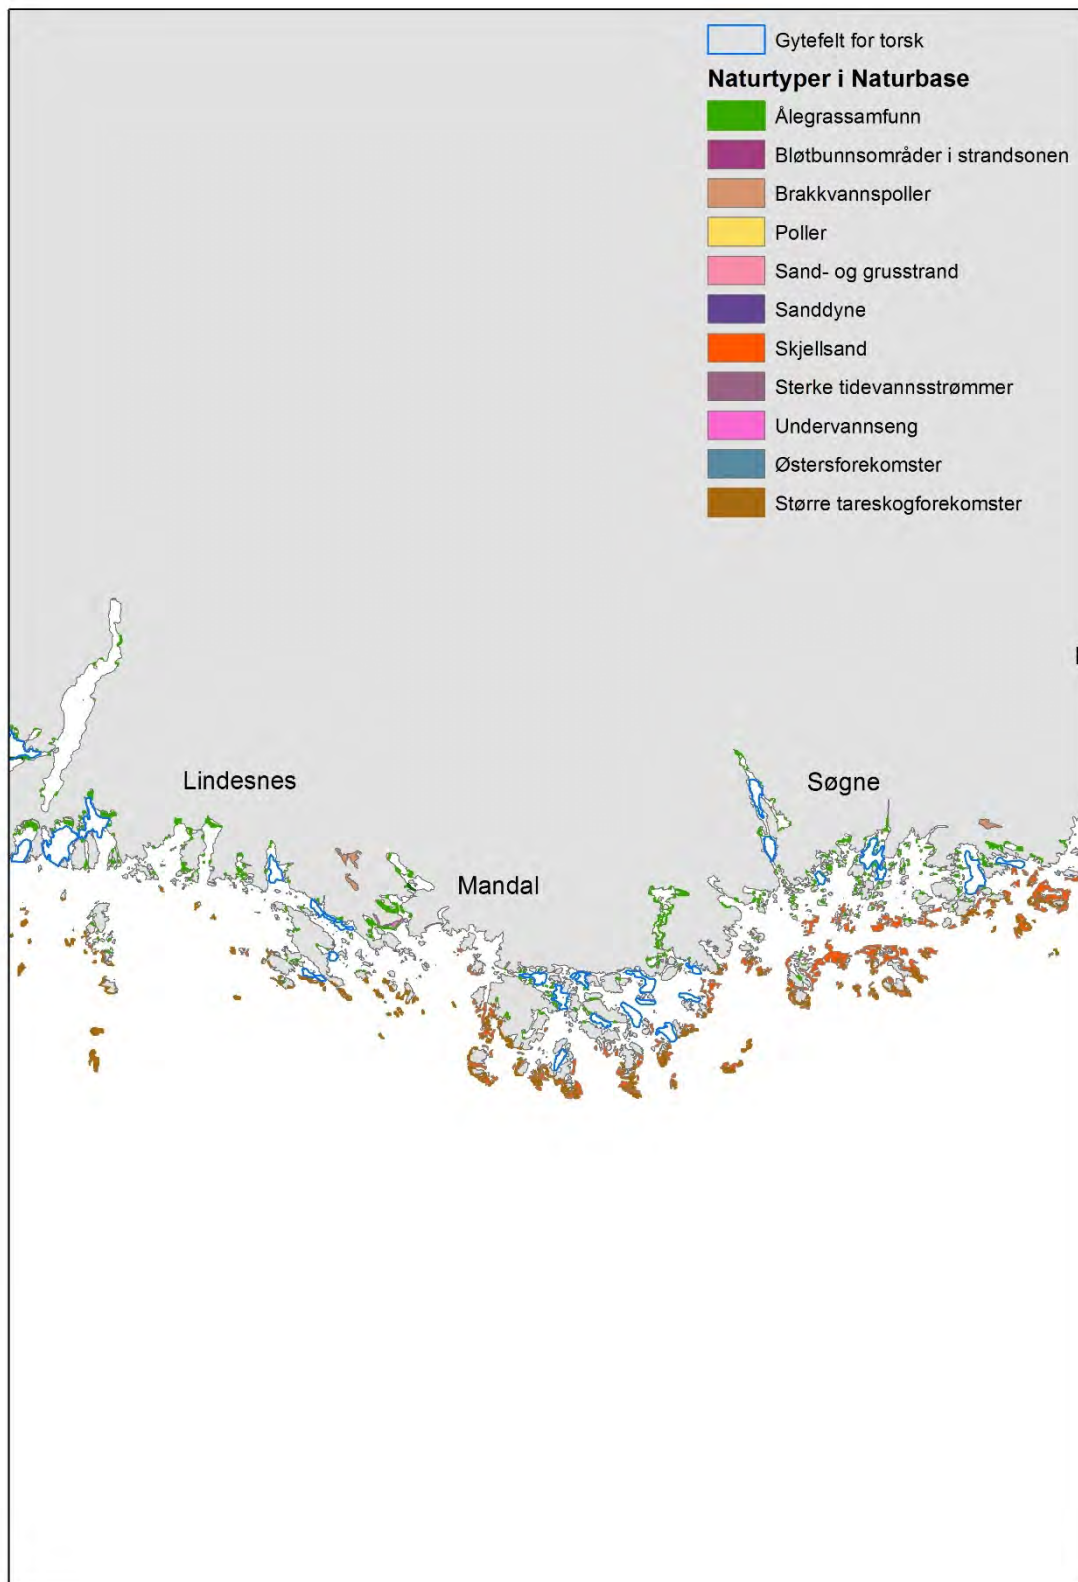 Gytefelt for torsk
Naturtyper i Naturbase
Ålegrassamfunn
Bløtbunnsområder i strandsonen
Brakkvannspoller
Poller
Sand- og grusstrand
Sanddyne
Skjellsand
Sterke tidevannsstrømmer
Undervannseng
Østersforekomster
Større tareskogforekomster
Lindesnes
Søgne
Mandal